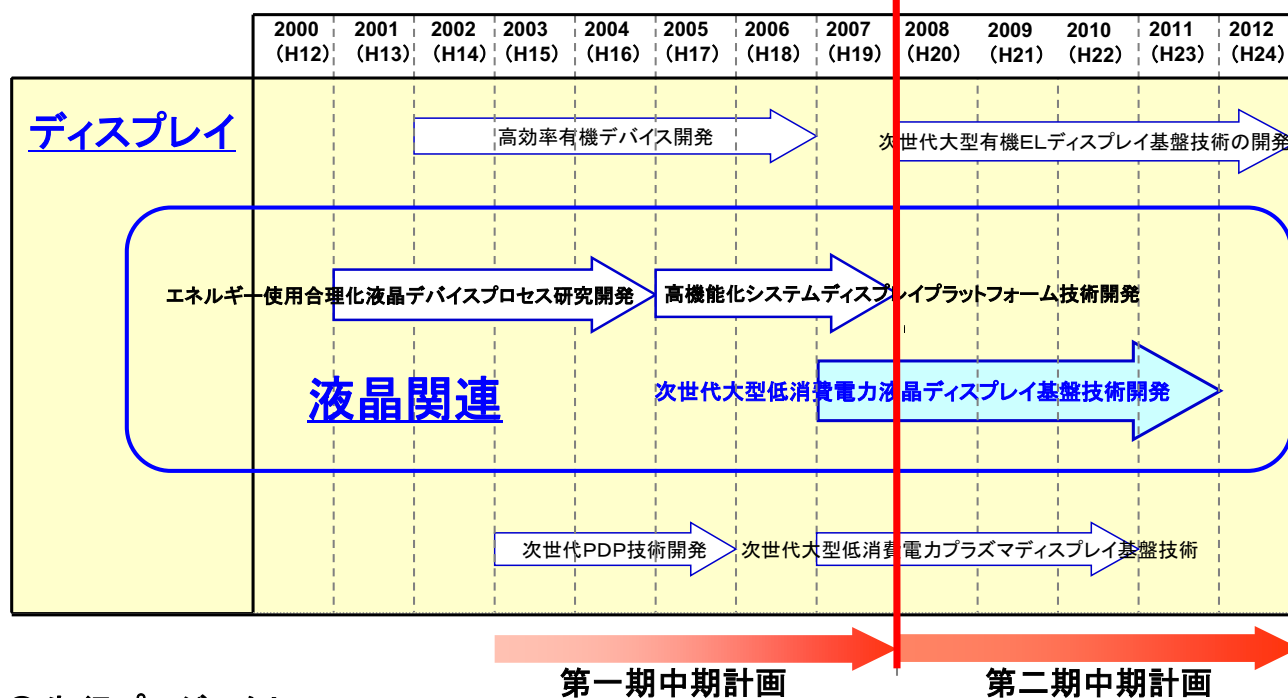 2000 2001 2002 2003 2004 2005 2006 2007 2008 2009 2010 2011 2012
(H12) (H13) (H14) (H15) (H16) (H17) (H18) (H19) (H20) (H21) (H22) (H23) (H24)
ディスプレイ
高効率有機デバイス開発
次世代大型有機ELディスプレイ基盤技術の開発
エネルギー使用合理化液晶デバイスプロセス研究開発
高機能化システムディスプレイプラットフォーム技術開発
液晶関連
次世代大型低消費電力液晶ディスプレイ基盤技術開発
次世代PDP技術開発
次世代大型低消費電力プラズマディスプレイ基盤技術
第一期中期計画
第二期中期計画